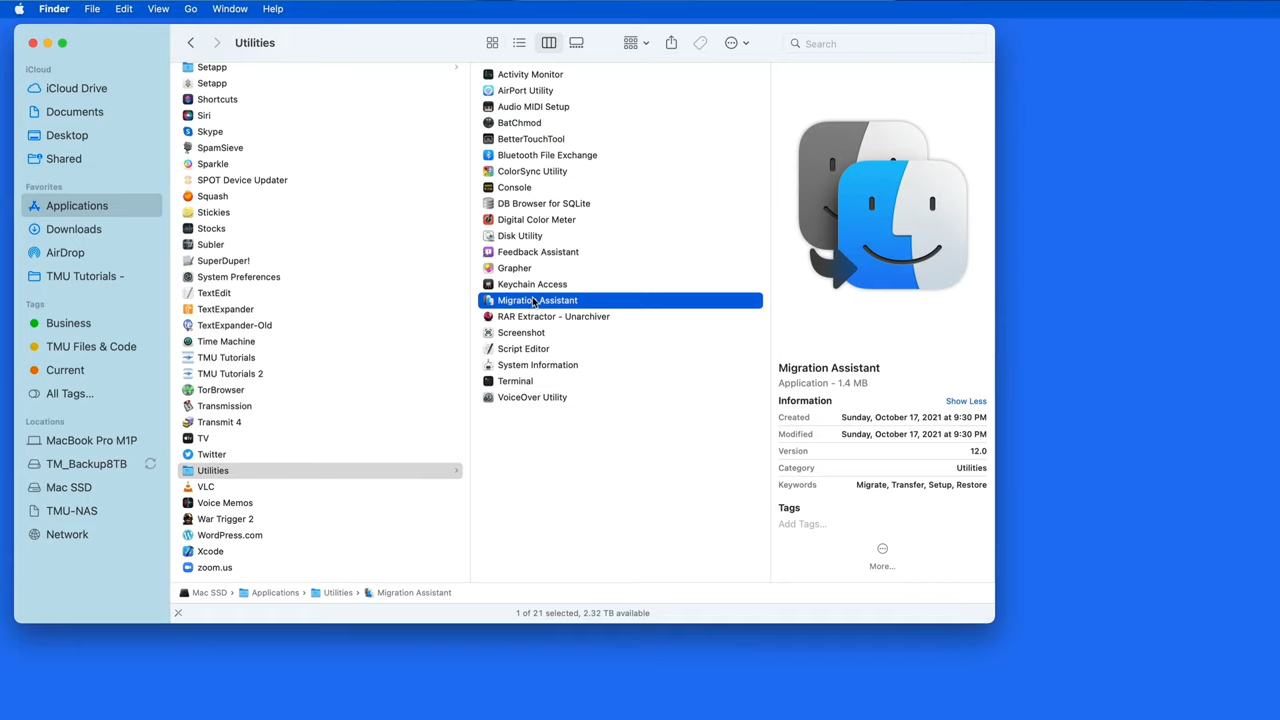 Finder File Edit View Go Window Help
Utilities
Search
iCloud
iCloud Drive
Documents
Desktop
Shared
Favorites
Applications
Downloads
AirDrop
TMU Tutorials -
Tags
Business
TMU Files & Code
Current
All Tags...
Locations
MacBook Pro M1P
TM_Backup8TB
Mac SSD
TMU-NAS
Network
Setapp
Setapp
Shortcuts
Siri
Skype
SpamSieve
Sparkle
SPOT Device Updater
Squash
Stickies
Stocks
Subler
SuperDuper!
System Preferences
TextEdit
TextExpander
TextExpander-Old
Time Machine
TMU Tutorials
TMU Tutorials 2
TorBrowser
Transmission
Transmit 4
TV
Twitter
Utilities
VLC
Voice Memos
War Trigger 2
WordPress.com
Xcode
zoom.us
Activity Monitor
AirPort Utility
Audio MIDI Setup
BatChmod
BetterTouchTool
Bluetooth File Exchange
ColorSync Utility
Console
DB Browser for SQLite
Digital Color Meter
Disk Utility
Feedback Assistant
Grapher
Keychain Access
Migration Assistant
RAR Extractor - Unarchiver
Screenshot
Script Editor
System Information
Terminal
VoiceOver Utility
Migration Assistant
Application - 1.4 MB
Information Show Less
Created Sunday, October 17, 2021 at 9:30 PM
Modified Sunday, October 17, 2021 at 9:30 PM
Version 12.0
Category Utilities
Keywords Migrate, Transfer, Setup, Restore
Tags
Add Tags...
More...
Mac SSD › Applications › Utilities › Migration Assistant
1 of 21 selected, 2.32 TB available